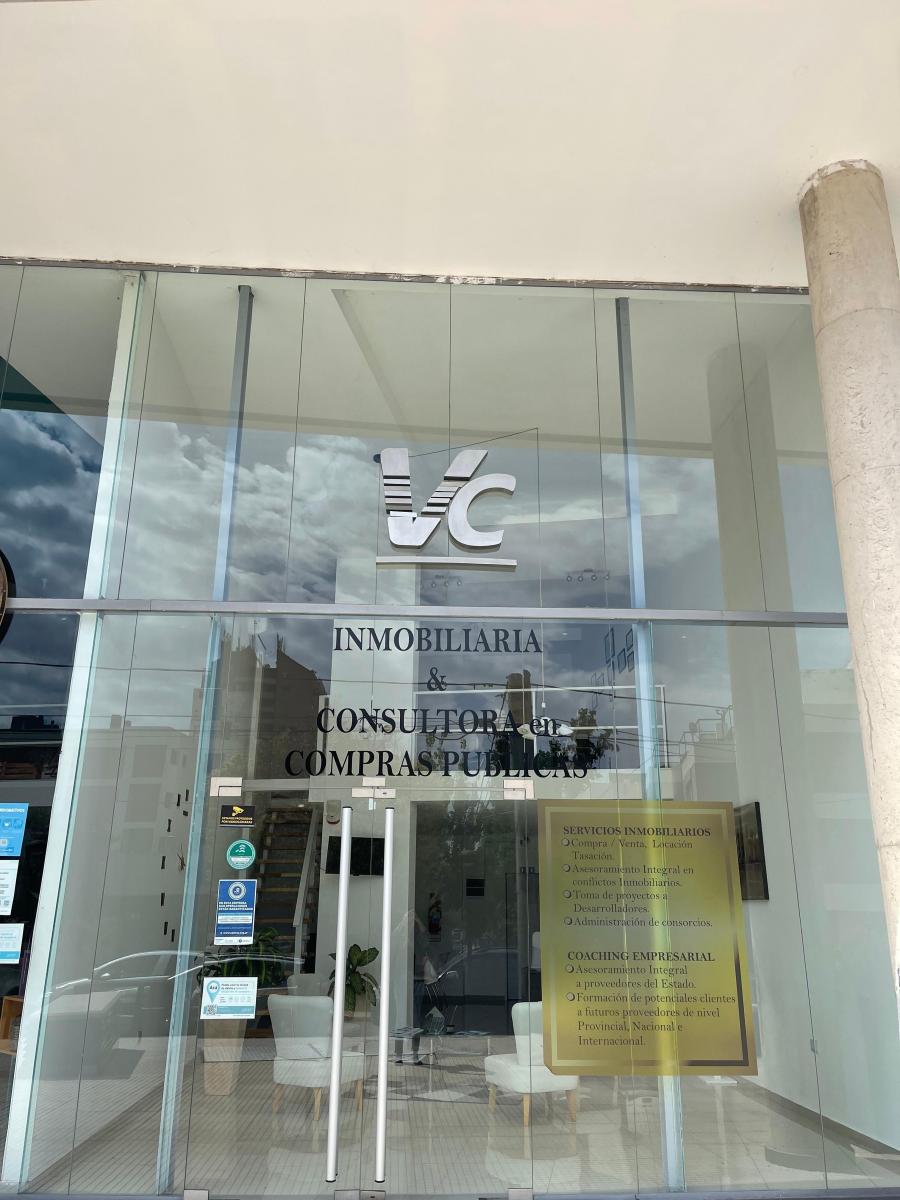 VC
INMOBILIARIA
&
CONSULTORA en
COMPRAS PUBLICAS
SERVICIOS INMOBILIARIOS
Compra / Venta, Locación
Tasación.
Asesoramiento Integral en
conflictos Inmobiliarios.
Toma de proyectos a
Desarrolladores.
Administración de consorcios.
COACHING EMPRESARIAL
Asesoramiento Integral
a proveedores del Estado.
Formación de potenciales clientes
a futuros proveedores de nivel
Provincial, Nacional e
Internacional.